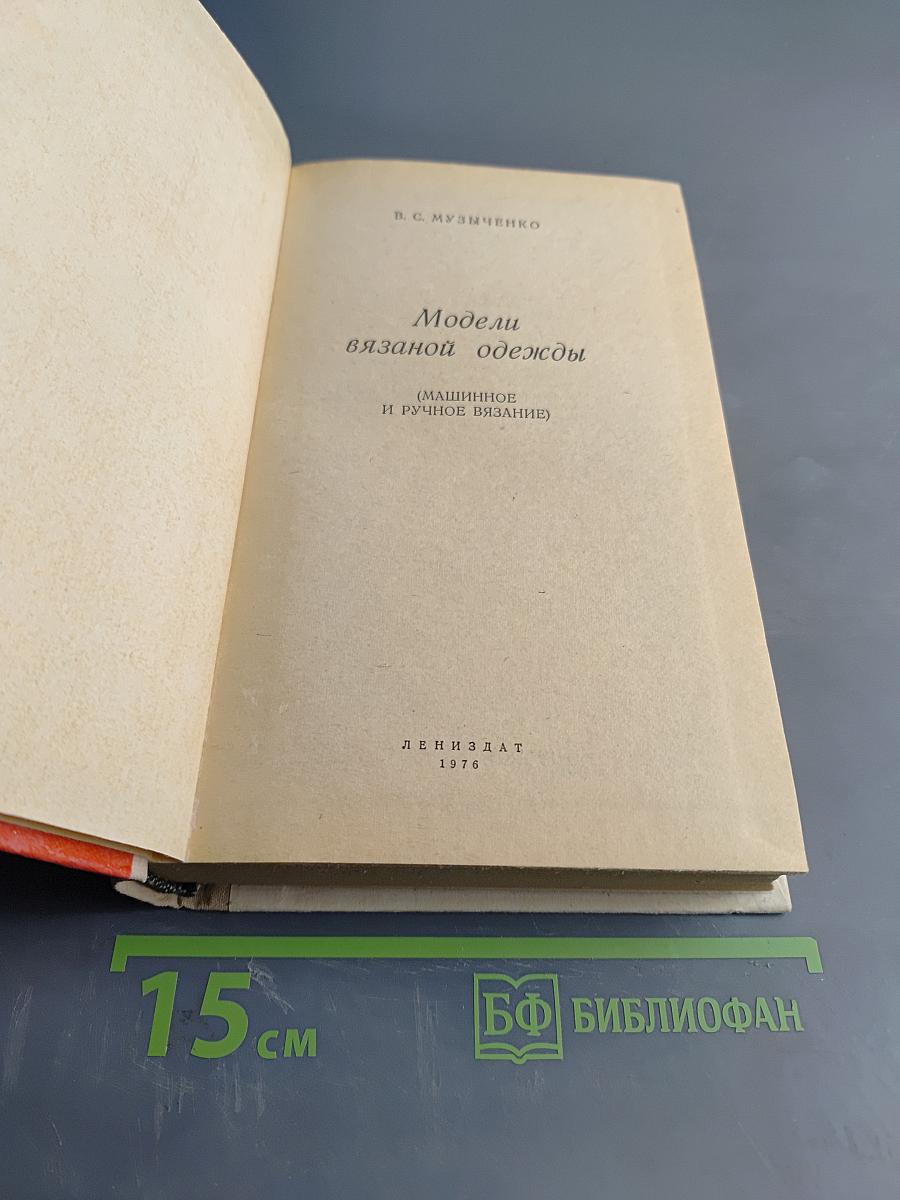 В. С. МУЗЫЧЕНКО
Модели
вязаной одежды
(МАШИННОЕ
И РУЧНОЕ ВЯЗАНИЕ)
ЛЕНИЗДАТ
1976
15 см
БФ БИБЛИОФАН